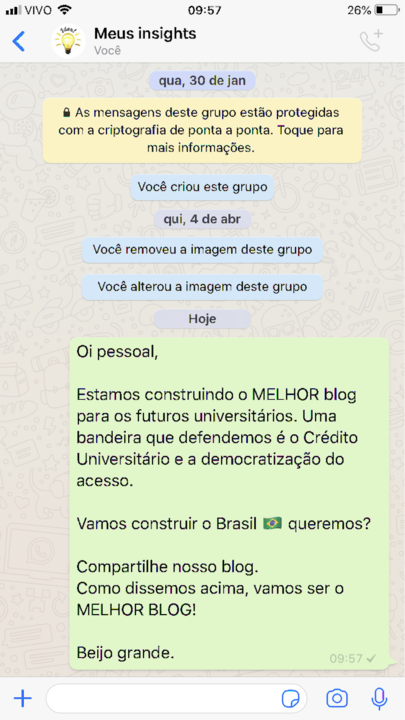 VIVO 09:57 26%
Meus insights
Você
qua, 30 de jan
As mensagens deste grupo estão protegidas
com a criptografia de ponta a ponta. Toque para
mais informações.
Você criou este grupo
qui, 4 de abr
Você removeu a imagem deste grupo
Você alterou a imagem deste grupo
Hoje
Oi pessoal,
Estamos construindo o MELHOR blog
para os futuros universitários. Uma
bandeira que defendemos é o Crédito
Universitário e a democratização do
acesso.
Vamos construir o Brasil 🇧🇷 queremos?
Compartilhe nosso blog.
Como dissemos acima, vamos ser o
MELHOR BLOG!
Beijo grande.
09:57